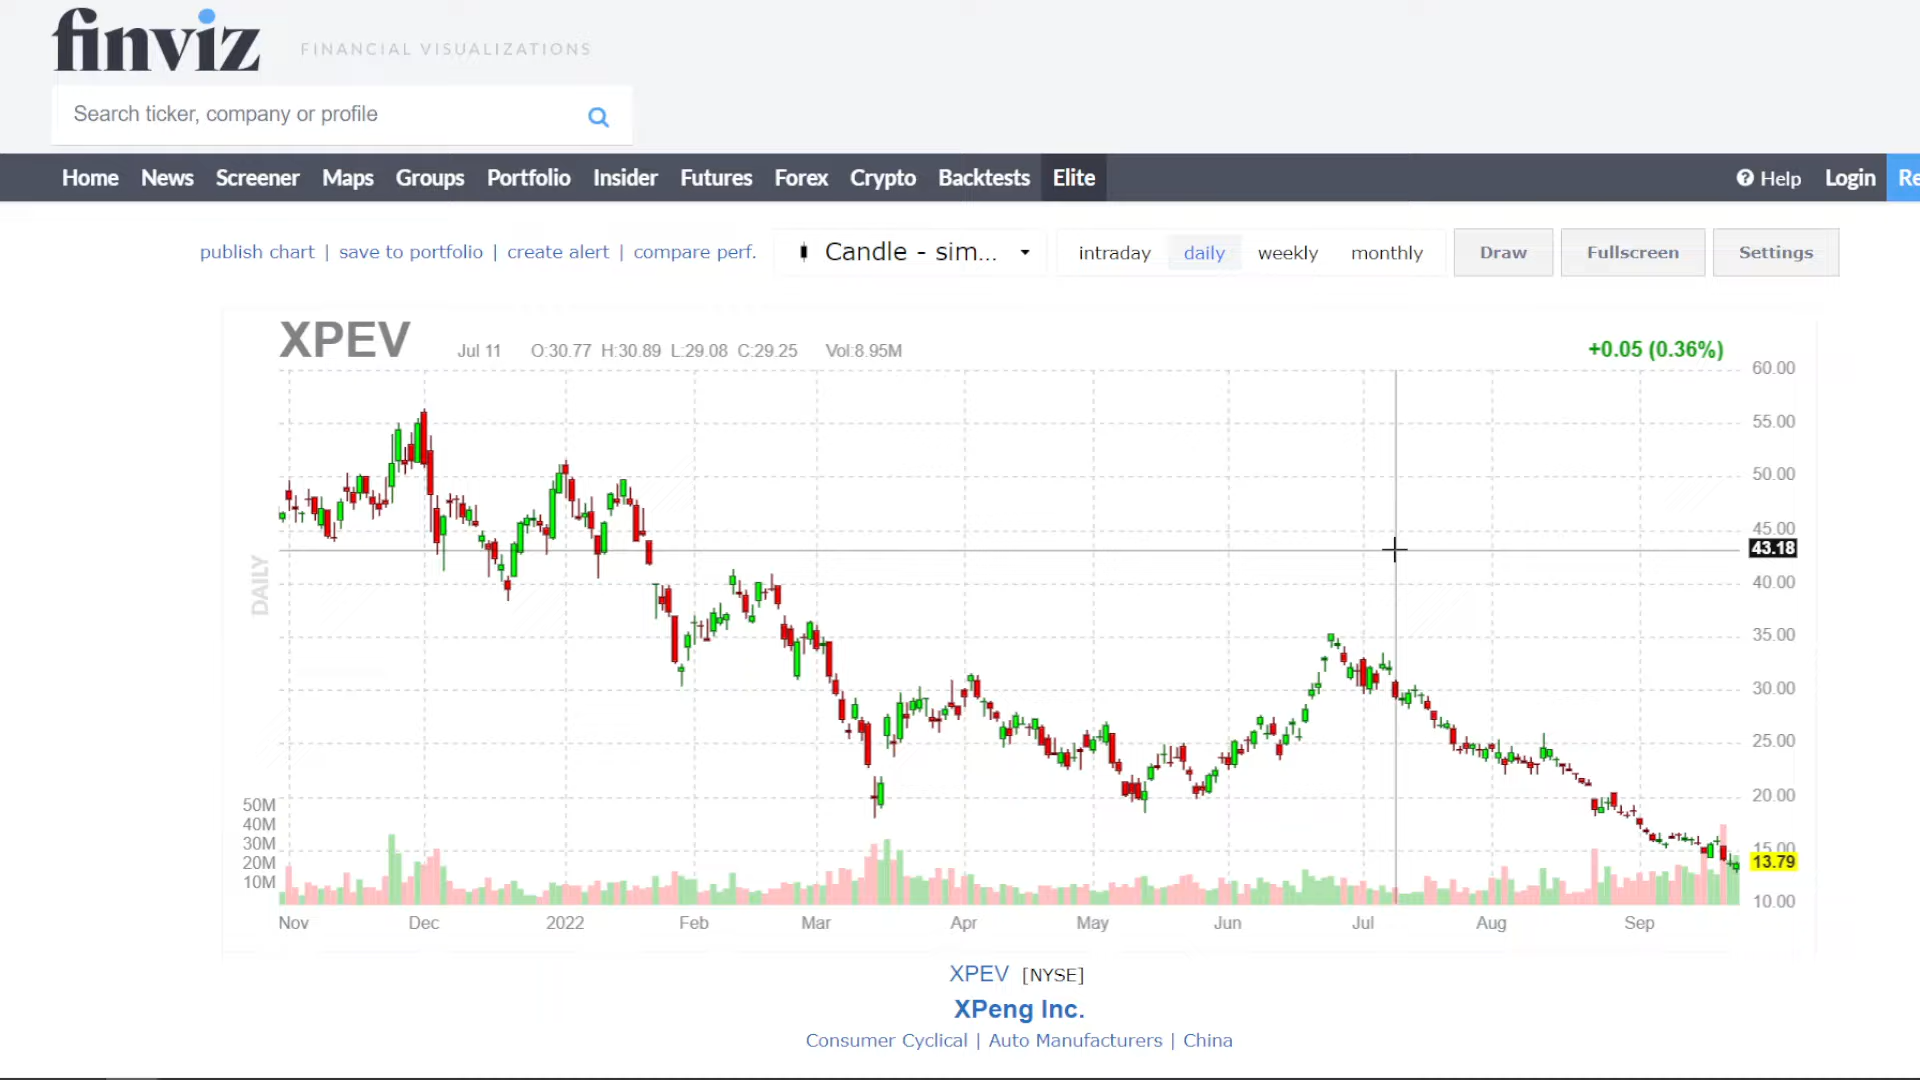 finviz
FINANCIAL VISUALIZATIONS
Search ticker, company or profile
Home News Screener Maps Groups Portfolio Insider Futures Forex Crypto Backtests Elite Help Login Re
publish chart | save to portfolio | create alert | compare perf. Candle - sim... intraday daily weekly monthly Draw Fullscreen Settings
XPEV Jul 11 O:30.77 H:30.89 L:29.08 C:29.25 Vol:8.95M +0.05 (0.36%)
60.00
55.00
50.00
45.00
43.18
40.00
DAILY
35.00
30.00
25.00
20.00
50M
40M
30M
15.00
20M
13.79
10M
10.00
Nov Dec 2022 Feb Mar Apr May Jun Jul Aug Sep
XPEV [NYSE]
XPeng Inc.
Consumer Cyclical | Auto Manufacturers | China